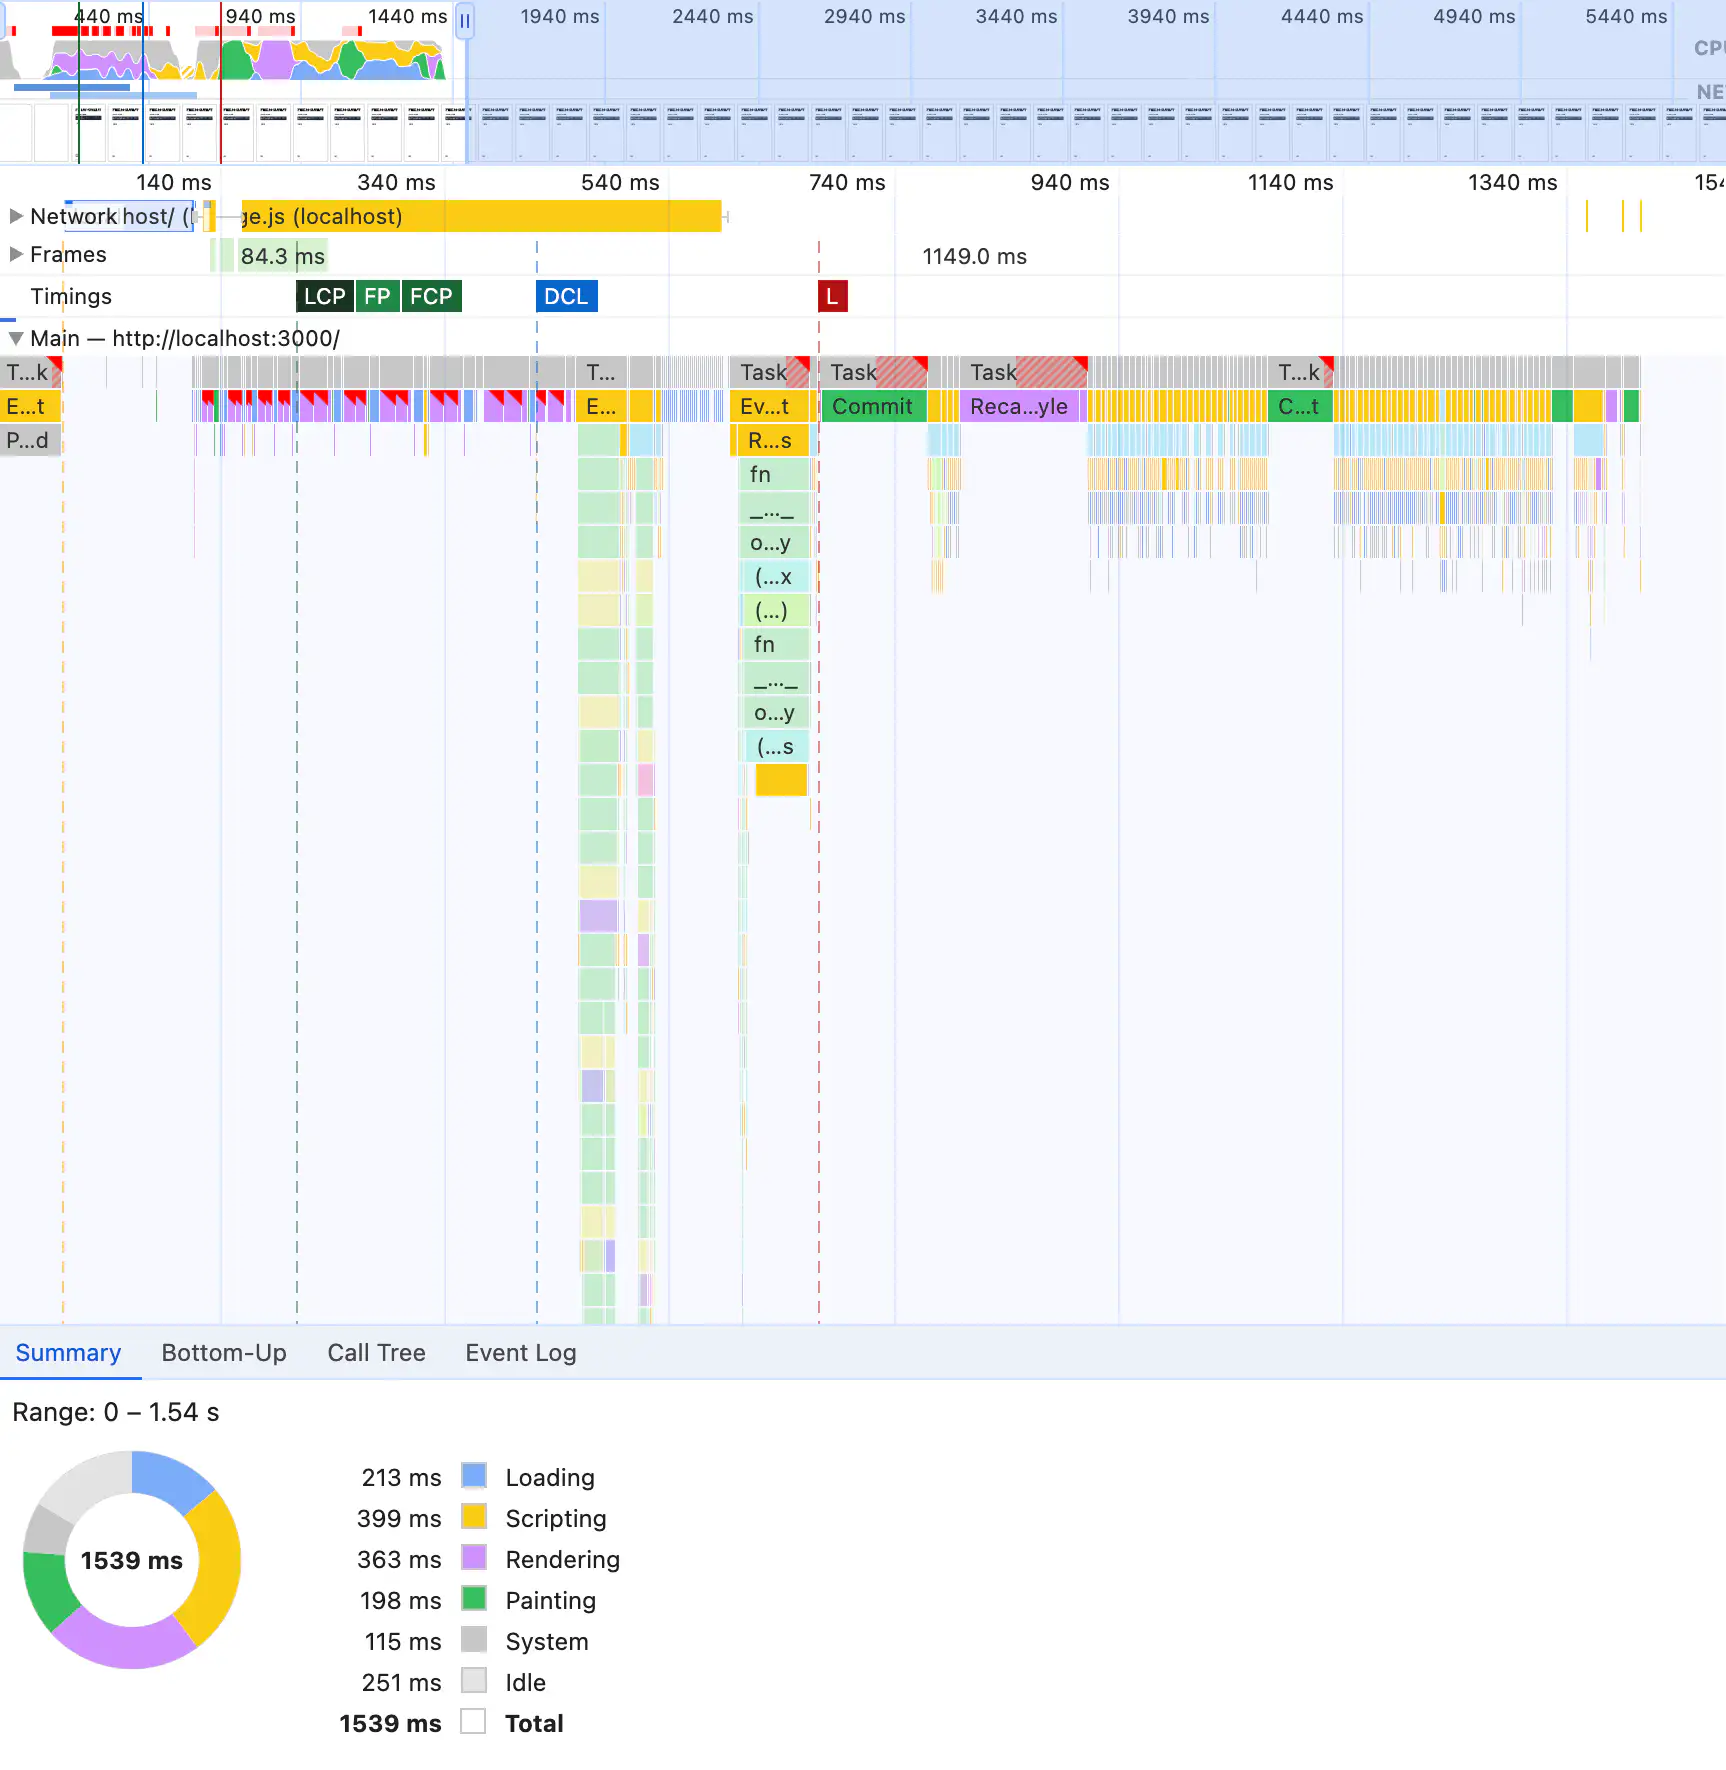 440 ms 940 ms 1440 ms 1940 ms 2440 ms 2940 ms 3440 ms 3940 ms 4440 ms 4940 ms 5440 ms
CPU
NE
140 ms 340 ms 540 ms 740 ms 940 ms 1140 ms 1340 ms 154
Network host/ ( ge.js (localhost)
Frames 84.3 ms 1149.0 ms
Timings LCP FP FCP DCL L
Main — http://localhost:3000/
T...k T... Task Task Task T...k
E...t E... Ev...t Commit Reca...yle C...t
P...d R...s
fn
_..._
o...y
(...x
(...)
fn
_..._
o...y
(...s
Summary Bottom-Up Call Tree Event Log
Range: 0 – 1.54 s
1539 ms
213 ms Loading
399 ms Scripting
363 ms Rendering
198 ms Painting
115 ms System
251 ms Idle
1539 ms Total